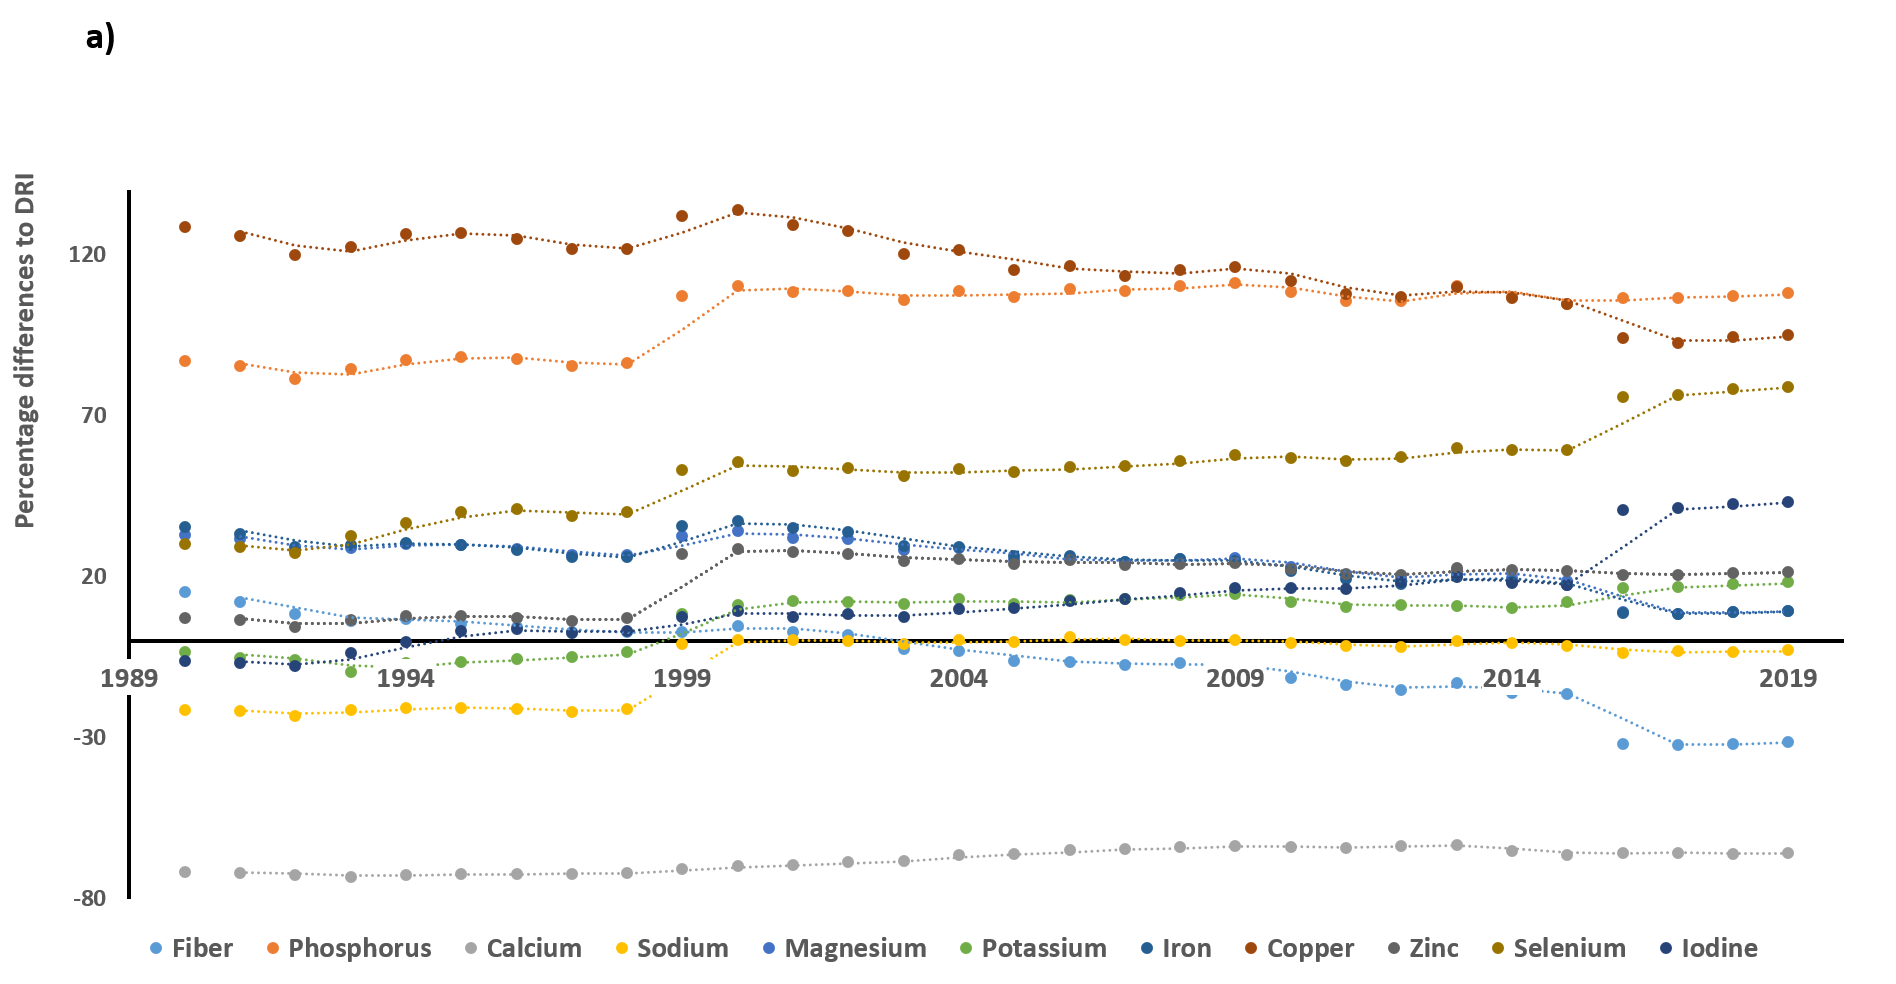 a)
Percentage differences to DRI
120
70
20
-30
-80
1989 1994 1999 2004 2009 2014 2019
Fiber Phosphorus Calcium Sodium Magnesium Potassium Iron Copper Zinc Selenium Iodine